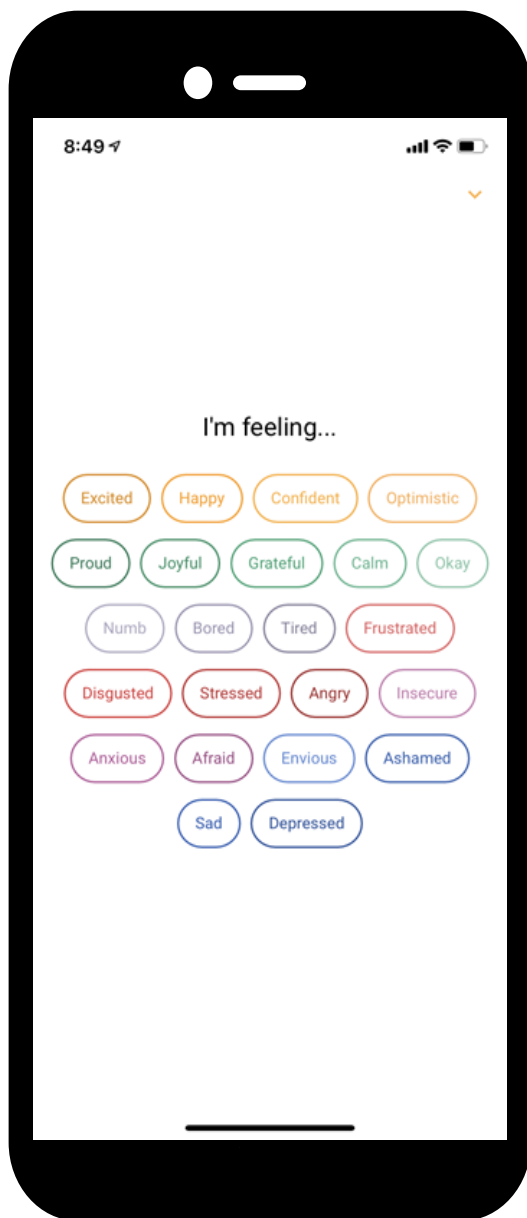 8:49
I'm feeling...
Excited Happy Confident Optimistic
Proud Joyful Grateful Calm Okay
Numb Bored Tired Frustrated
Disgusted Stressed Angry Insecure
Anxious Afraid Envious Ashamed
Sad Depressed